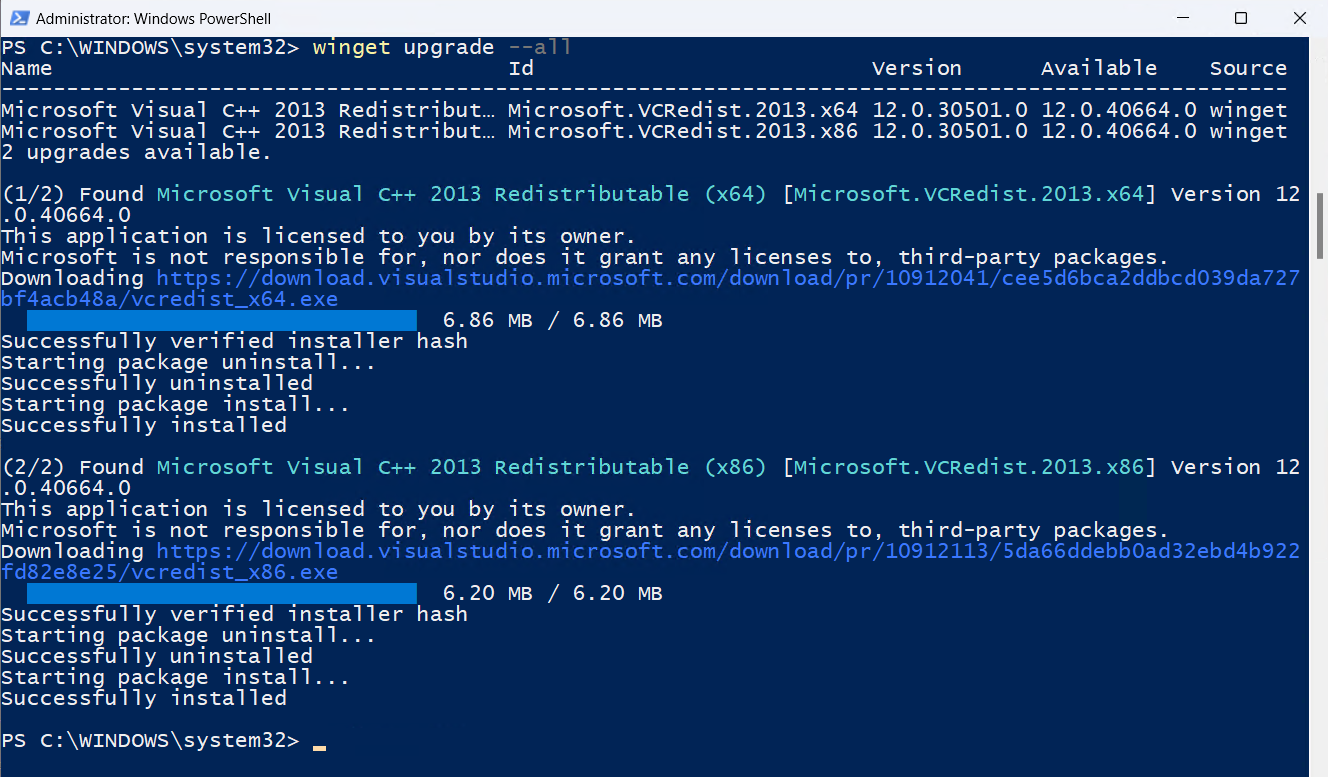 Administrator: Windows PowerShell
PS C:\WINDOWS\system32> winget upgrade --all
Name Id Version Available Source
---------------------------------------------------------------------------------------------------
Microsoft Visual C++ 2013 Redistribut… Microsoft.VCRedist.2013.x64 12.0.30501.0 12.0.40664.0 winget
Microsoft Visual C++ 2013 Redistribut… Microsoft.VCRedist.2013.x86 12.0.30501.0 12.0.40664.0 winget
2 upgrades available.
(1/2) Found Microsoft Visual C++ 2013 Redistributable (x64) [Microsoft.VCRedist.2013.x64] Version 12
.0.40664.0
This application is licensed to you by its owner.
Microsoft is not responsible for, nor does it grant any licenses to, third-party packages.
Downloading https://download.visualstudio.microsoft.com/download/pr/10912041/cee5d6bca2ddbcd039da727
bf4acb48a/vcredist_x64.exe
6.86 MB / 6.86 MB
Successfully verified installer hash
Starting package uninstall...
Successfully uninstalled
Starting package install...
Successfully installed
(2/2) Found Microsoft Visual C++ 2013 Redistributable (x86) [Microsoft.VCRedist.2013.x86] Version 12
.0.40664.0
This application is licensed to you by its owner.
Microsoft is not responsible for, nor does it grant any licenses to, third-party packages.
Downloading https://download.visualstudio.microsoft.com/download/pr/10912113/5da66ddebb0ad32ebd4b922
fd82e8e25/vcredist_x86.exe
6.20 MB / 6.20 MB
Successfully verified installer hash
Starting package uninstall...
Successfully uninstalled
Starting package install...
Successfully installed
PS C:\WINDOWS\system32>